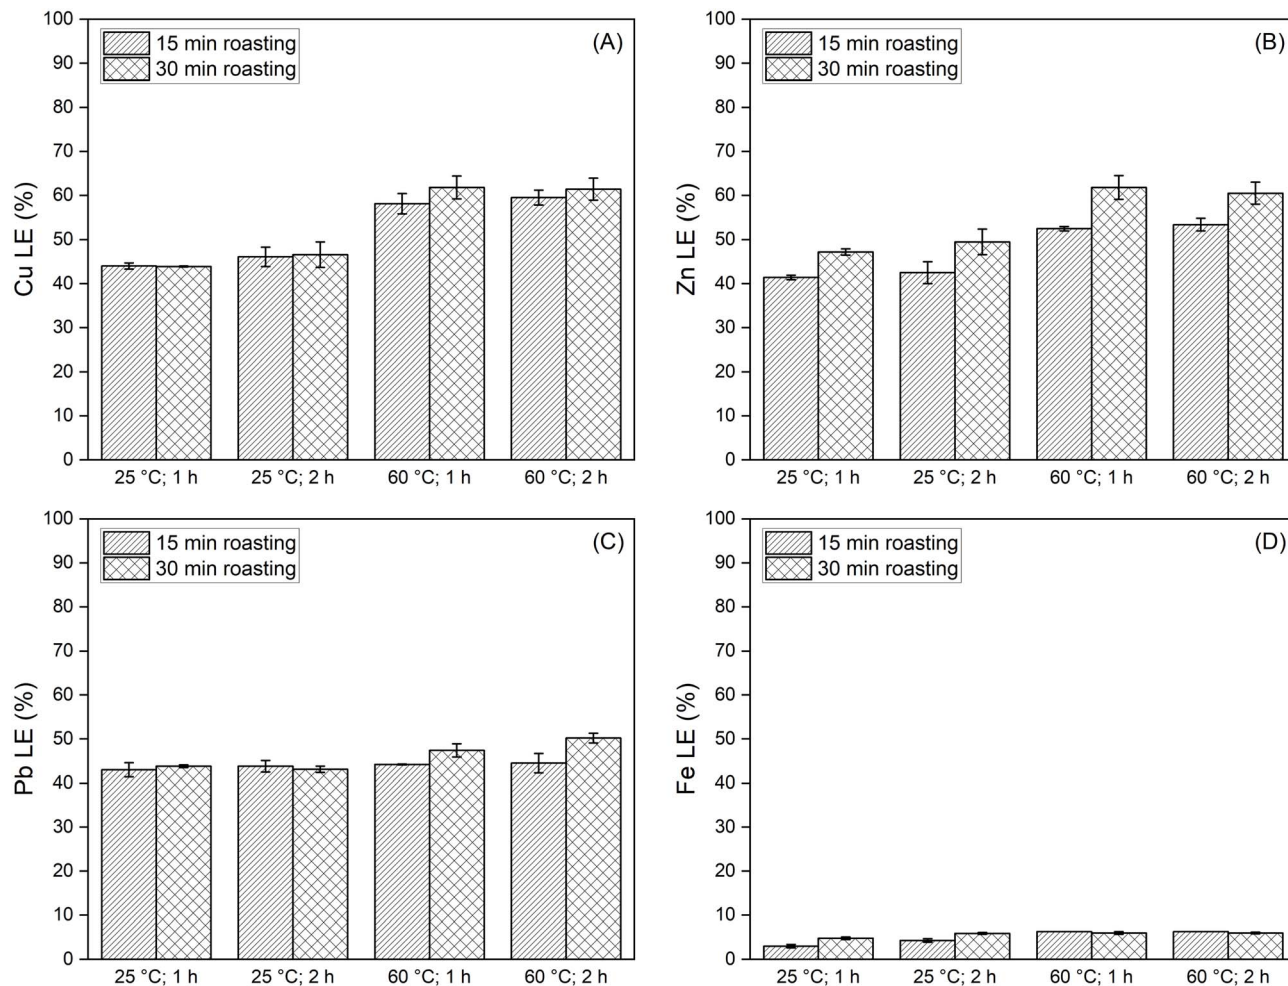 (A)
15 min roasting
30 min roasting
100
90
80
70
60
50
40
30
20
10
0
Cu LE (%)
25 °C; 1 h
25 °C; 2 h
60 °C; 1 h
60 °C; 2 h
(B)
15 min roasting
30 min roasting
100
90
80
70
60
50
40
30
20
10
0
Zn LE (%)
25 °C; 1 h
25 °C; 2 h
60 °C; 1 h
60 °C; 2 h
(C)
15 min roasting
30 min roasting
100
90
80
70
60
50
40
30
20
10
0
Pb LE (%)
25 °C; 1 h
25 °C; 2 h
60 °C; 1 h
60 °C; 2 h
(D)
15 min roasting
30 min roasting
100
90
80
70
60
50
40
30
20
10
0
Fe LE (%)
25 °C; 1 h
25 °C; 2 h
60 °C; 1 h
60 °C; 2 h